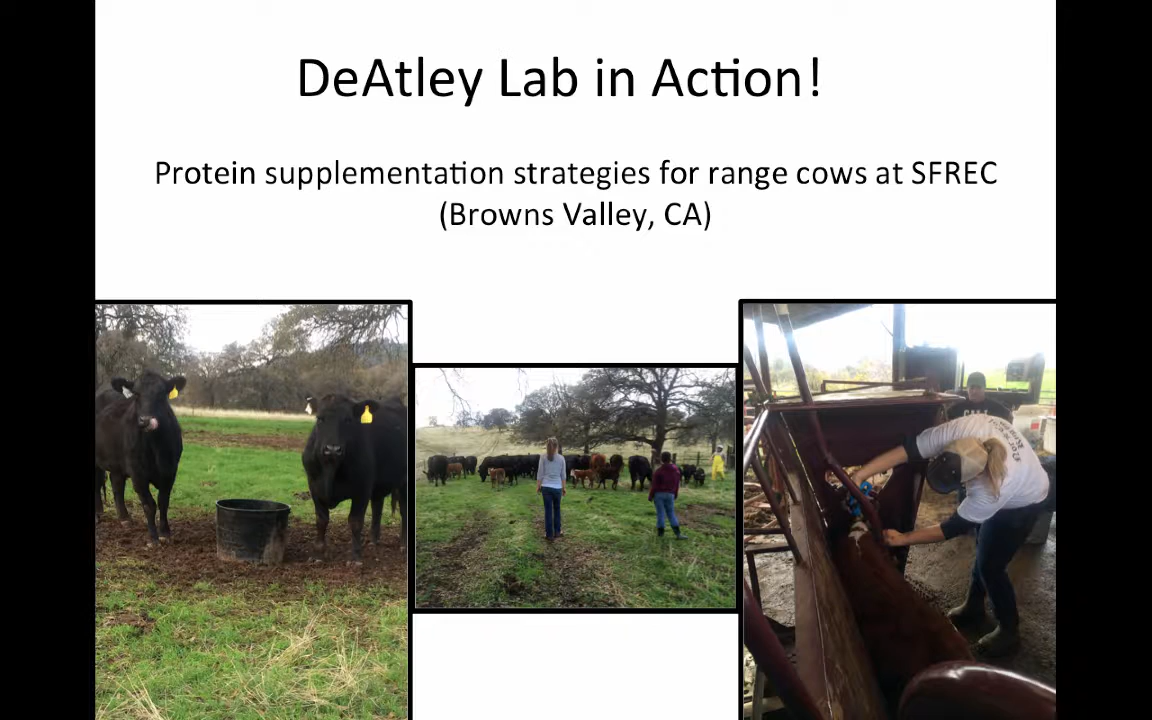 DeAtley Lab in Action!
Protein supplementation strategies for range cows at SFREC
(Browns Valley, CA)